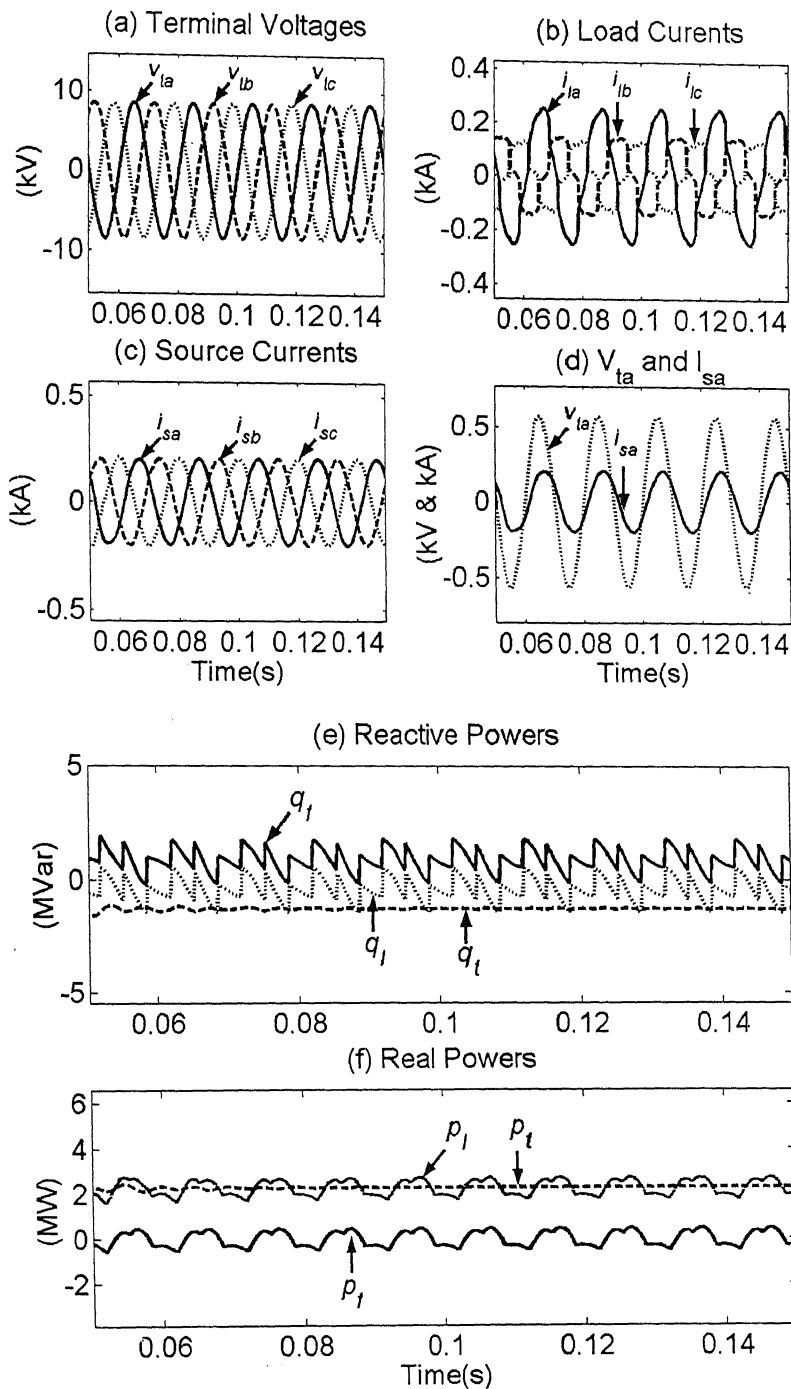 (a) Terminal Voltages
v_ta v_tb v_tc
10
0
-10
(kV)
0.06 0.08 0.1 0.12 0.14
(b) Load Curents
i_la i_lb i_lc
0.4
0.2
0
-0.2
-0.4
(kA)
0.06 0.08 0.1 0.12 0.14
(c) Source Currents
i_sa i_sb i_sc
0.5
0
-0.5
(kA)
0.06 0.08 0.1 0.12 0.14
Time(s)
(d) V_ta and I_sa
v_ta i_sa
0.5
0
-0.5
(kV & kA)
0.06 0.08 0.1 0.12 0.14
Time(s)
(e) Reactive Powers
5
0
-5
(MVar)
q_f
q_l q_t
0.06 0.08 0.1 0.12 0.14
(f) Real Powers
6
4
2
0
-2
(MW)
p_l p_t
p_f
0.06 0.08 0.1 0.12 0.14
Time(s)